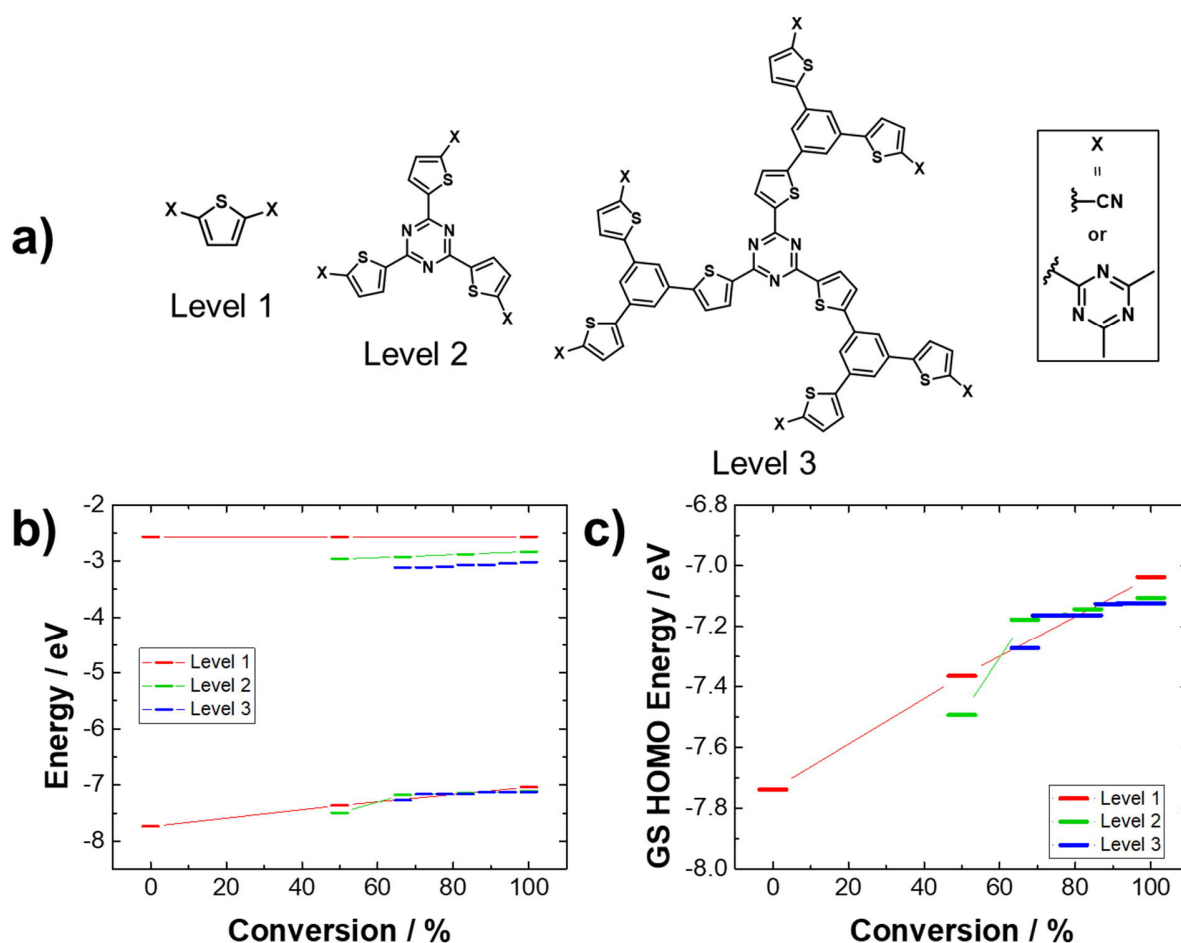 a)
X
S
X
Level 1
X
S
N
N
N
S
S
X
X
Level 2
X
S
S
X
S
X
S
N
N
N
S
S
S
S
X
S
X
X
Level 3
X
=
CN
or
N
N
N
b)
-2
-3
-4
-5
-6
-7
-8
Energy / eV
Level 1
Level 2
Level 3
0 20 40 60 80 100
Conversion / %
c)
-6.8
-7.0
-7.2
-7.4
-7.6
-7.8
-8.0
GS HOMO Energy / eV
Level 1
Level 2
Level 3
0 20 40 60 80 100
Conversion / %